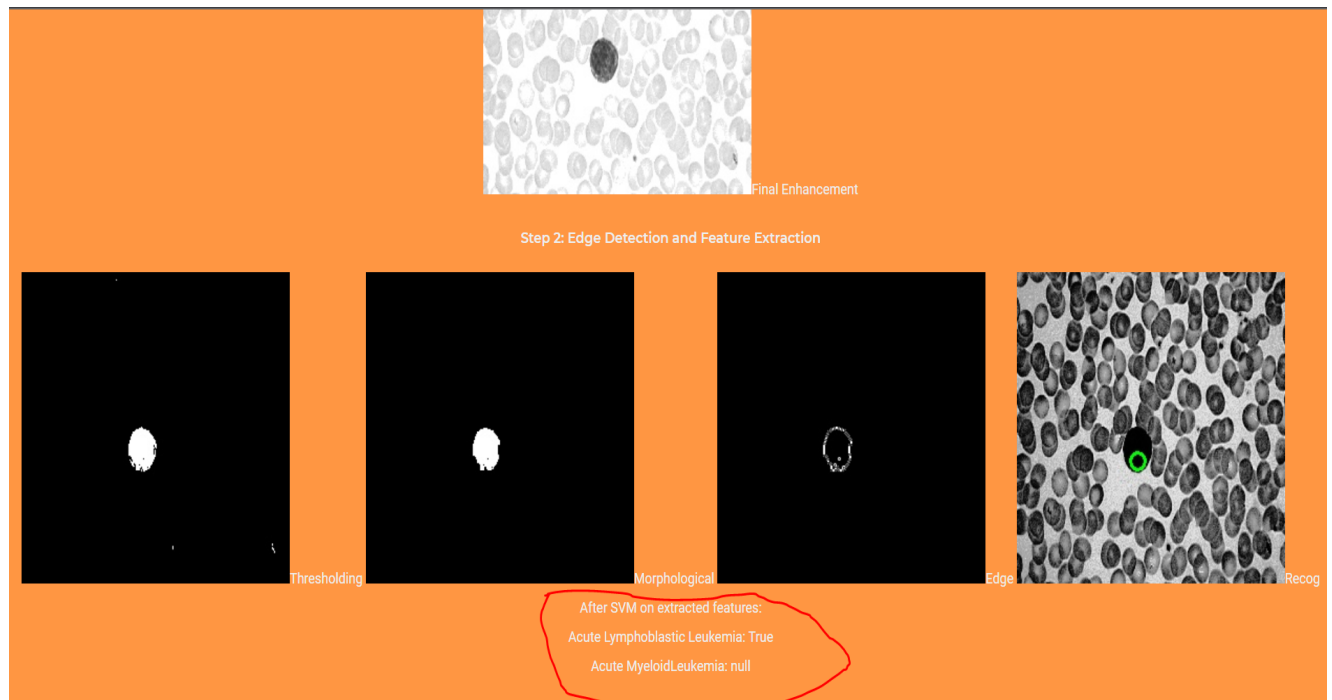 Final Enhancement
Step 2: Edge Detection and Feature Extraction
Thresholding
Morphological
Edge
Recog
After SVM on extracted features:
Acute Lymphoblastic Leukemia: True
Acute MyeloidLeukemia: null